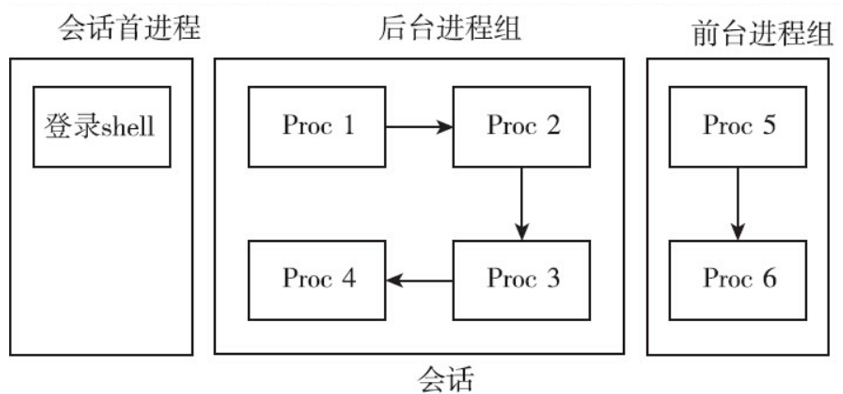 会话首进程
后台进程组
前台进程组
登录shell
Proc 1
Proc 2
Proc 5
Proc 4
Proc 3
Proc 6
会话